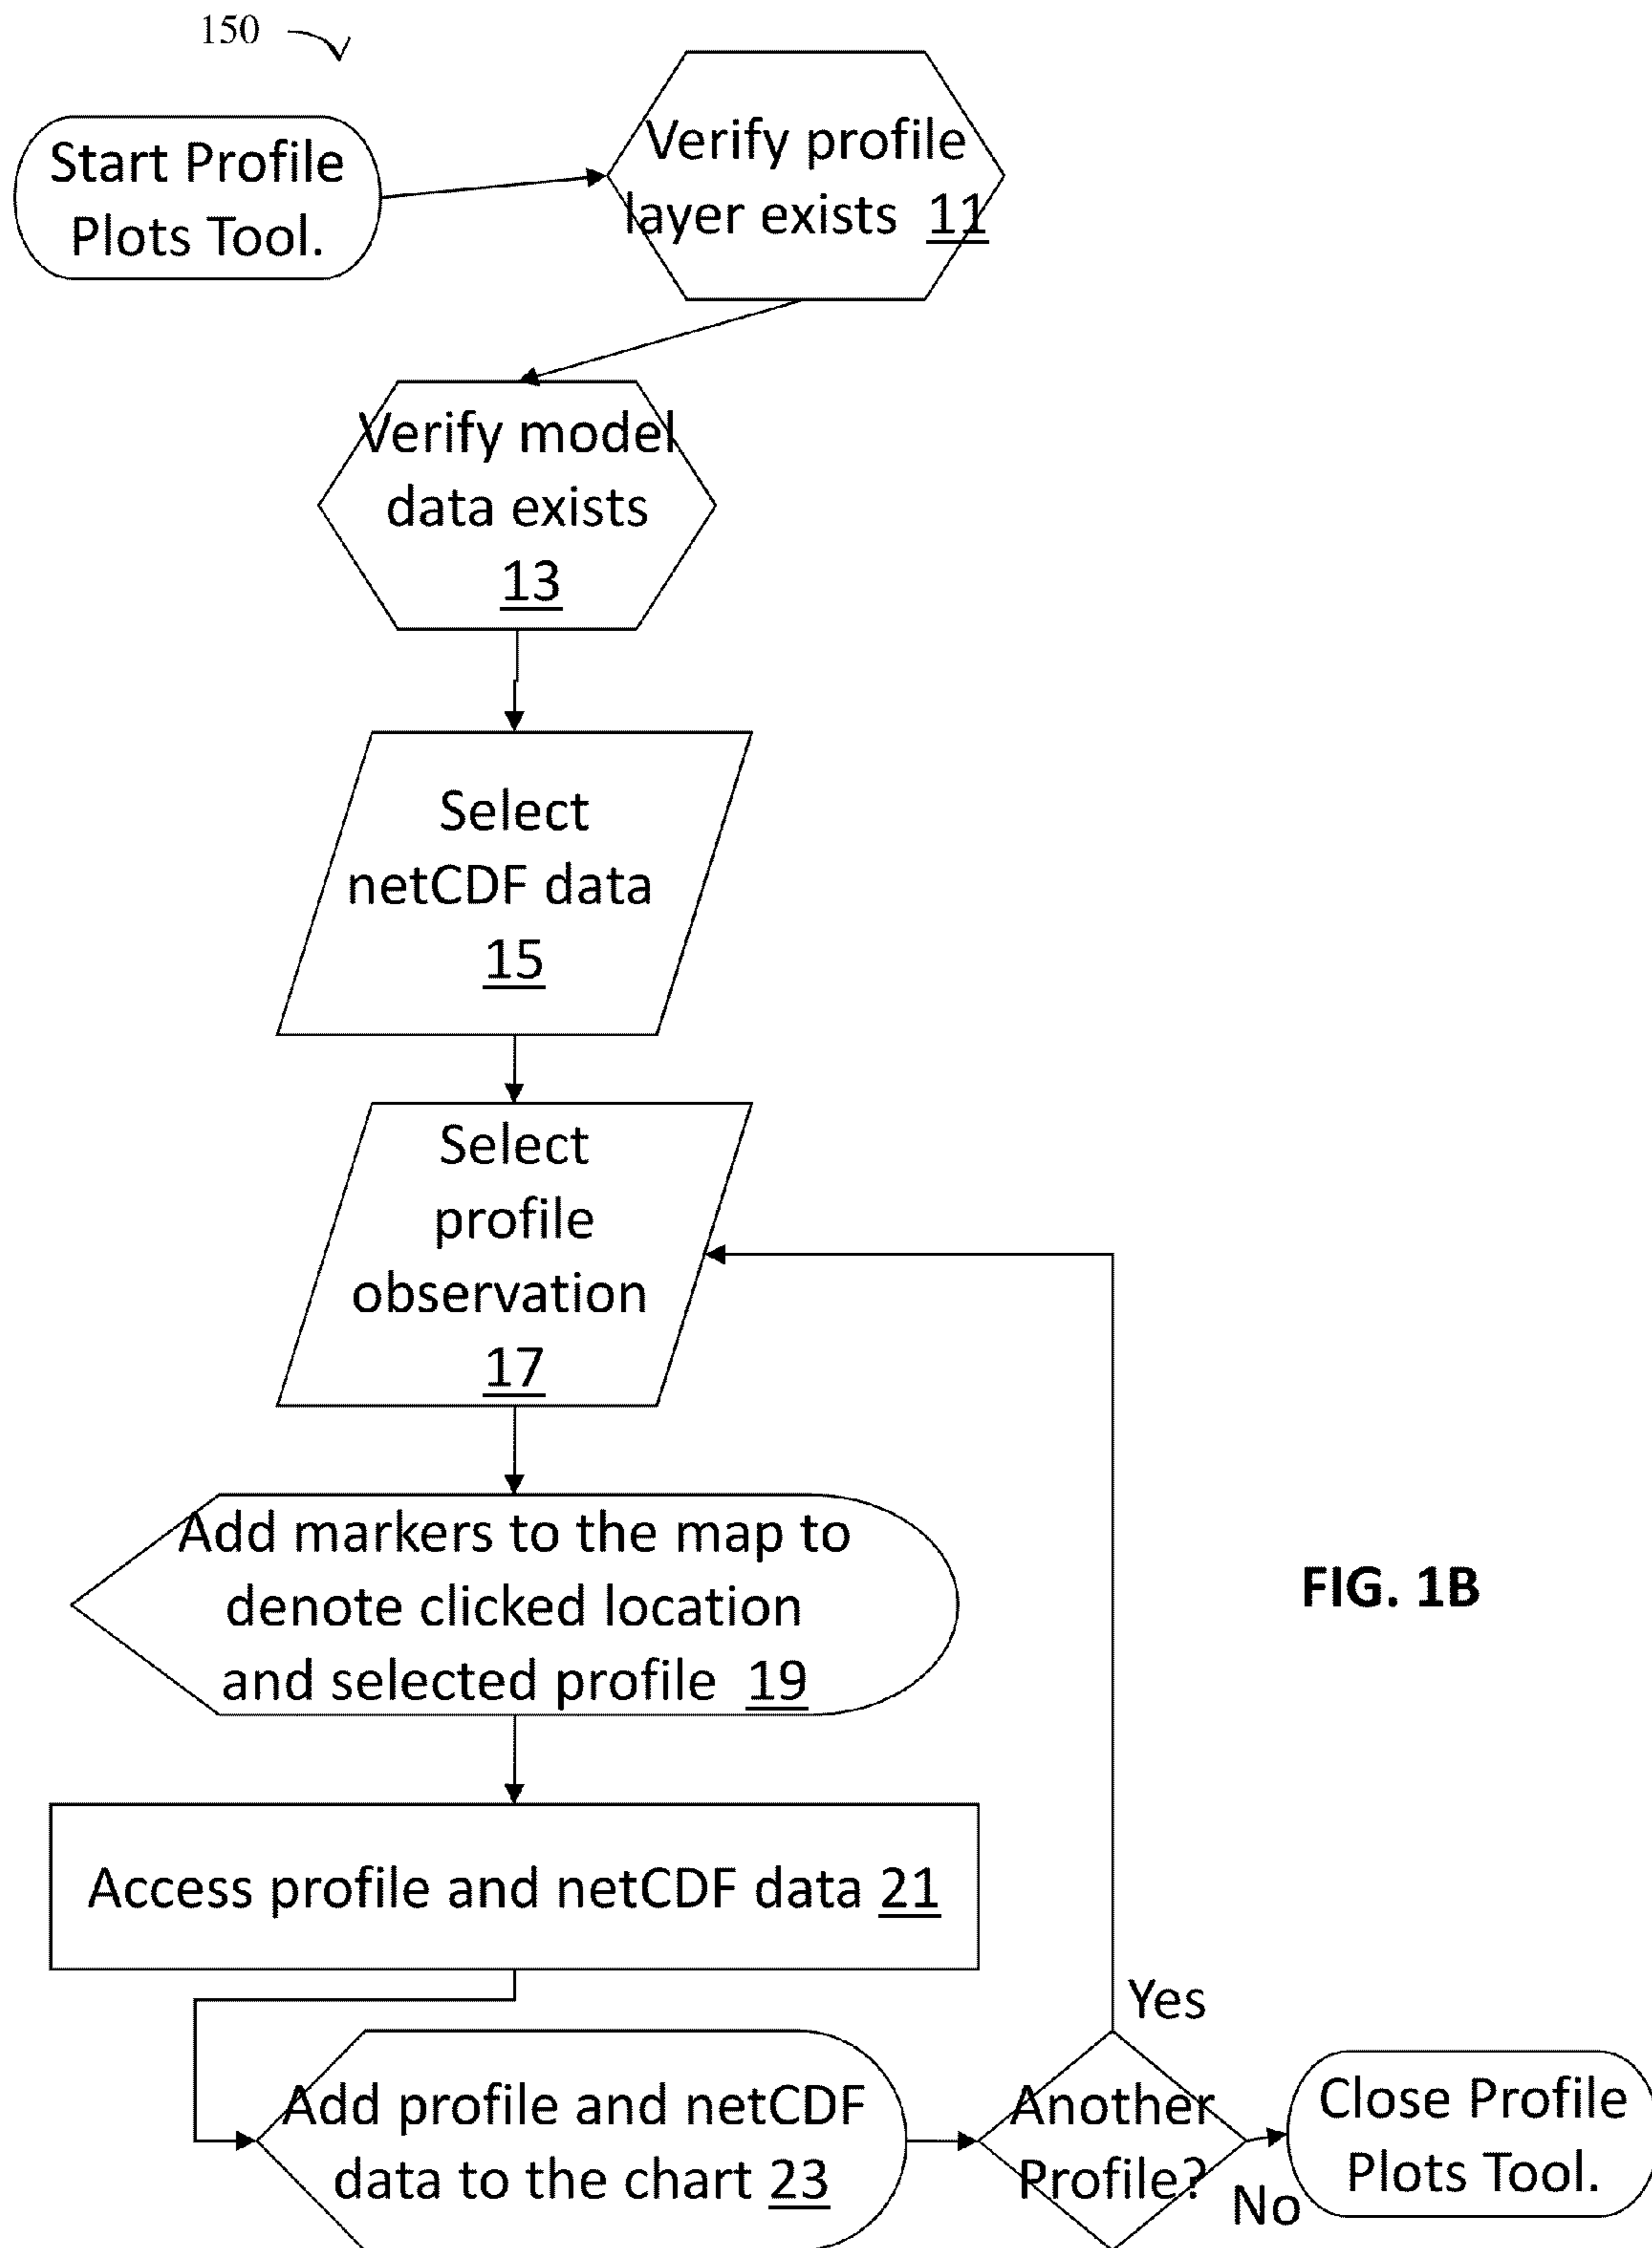 150
Start Profile
Plots Tool.
Verify profile
layer exists 11
Verify model
data exists
13
Select
netCDF data
15
Select
profile
observation
17
Add markers to the map to
denote clicked location
and selected profile 19
FIG. 1B
Access profile and netCDF data 21
Add profile and netCDF
data to the chart 23
Yes
Another
Profile?
No
Close Profile
Plots Tool.